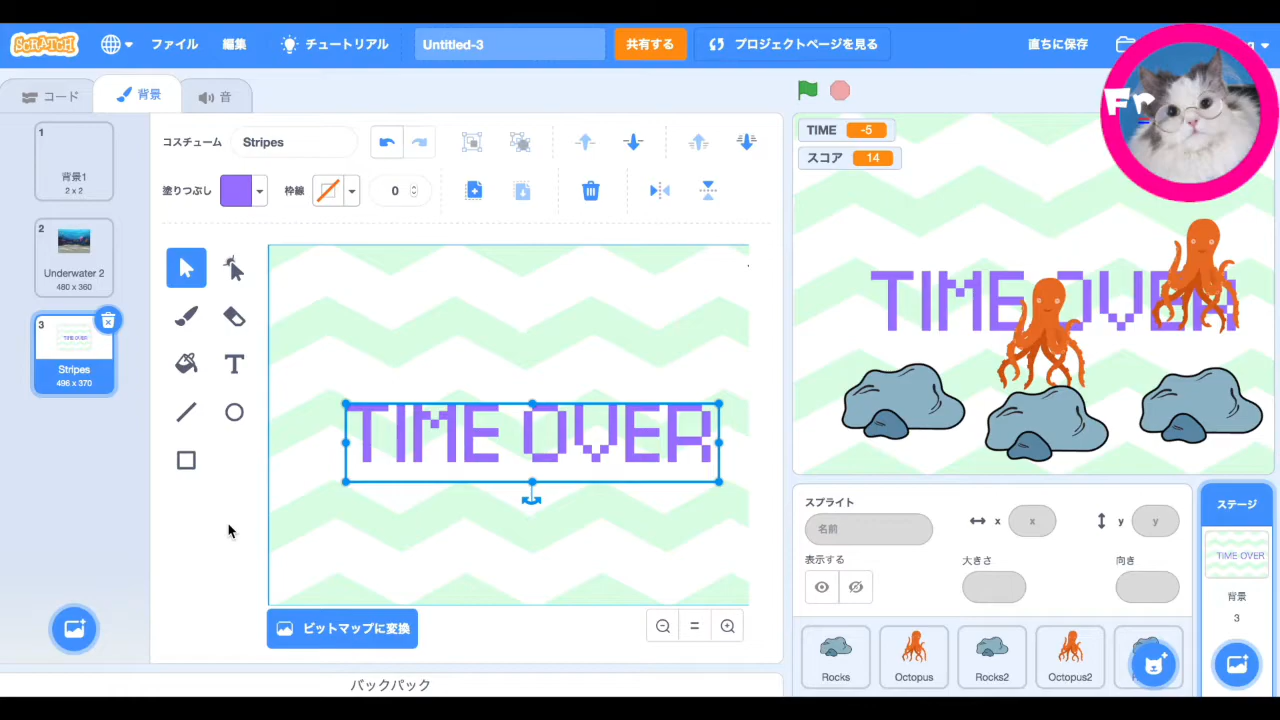 SCRATCH ファイル 編集 チュートリアル Untitled-3 共有する プロジェクトページを見る 直ちに保存
コード 背景 音
Fr
1
背景1
2 x 2
2
Underwater 2
480 x 360
3
TIME OVER
Stripes
496 x 370
コスチューム Stripes
塗りつぶし 枠線 0
TIME OVER
ビットマップに変換
バックパック
TIME -5
スコア 14
TIME OVER
スプライト
名前
x x
y y
表示する 大きさ 向き
Rocks Octopus Rocks2 Octopus2
ステージ
TIME OVER
背景
3